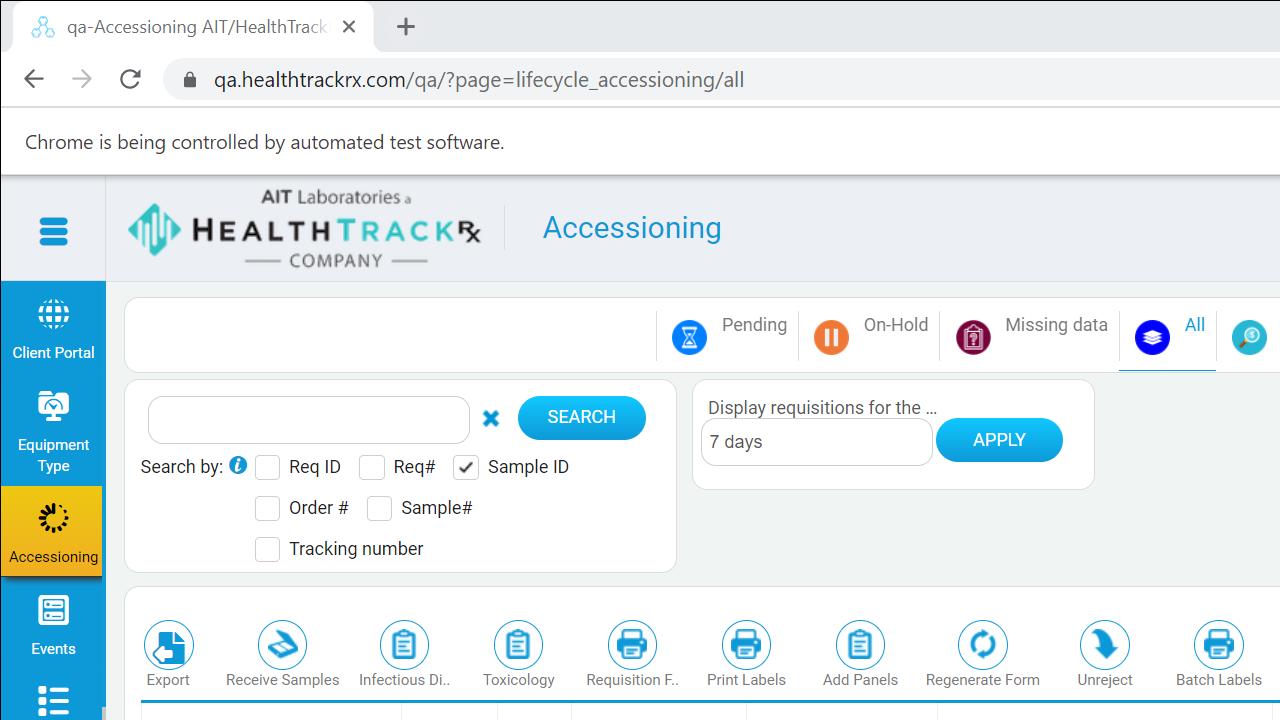 qa-Accessioning AIT/HealthTrack
qa.healthtrackrx.com/qa/?page=lifecycle_accessioning/all
Chrome is being controlled by automated test software.
AIT Laboratories a
HEALTHTRACKRx
COMPANY
Accessioning
Client Portal
Equipment
Type
Accessioning
Events
Pending
On-Hold
Missing data
All
SEARCH
Search by: Req ID Req# Sample ID
Order # Sample#
Tracking number
Display requisitions for the ...
7 days
APPLY
Export
Receive Samples
Infectious Di..
Toxicology
Requisition F..
Print Labels
Add Panels
Regenerate Form
Unreject
Batch Labels